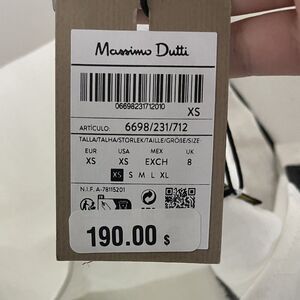 Massimo Dutti
06698231712010
XS
ARTÍCULO: 6698/231/712
TALLA/TALHA/STORLEK/TAILLE/GRÖßE/SIZE
EUR USA MEX UK
XS XS EXCH 8
XS S M L XL
N.I.F. A-78115201
190.00 $